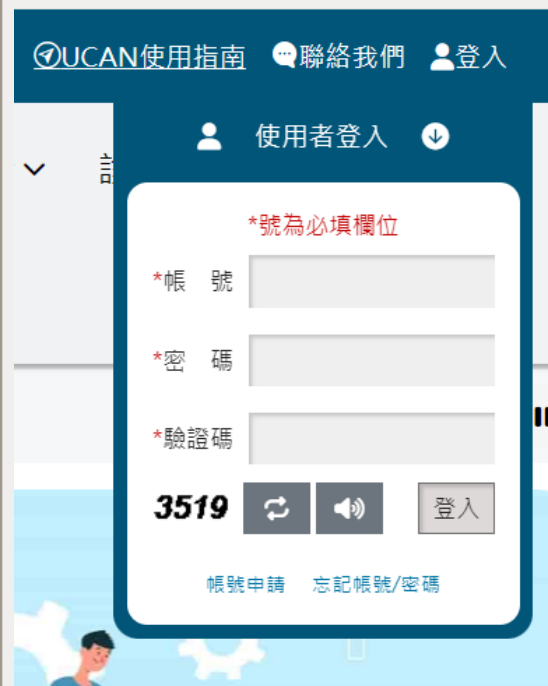 UCAN使用指南 聯絡我們 登入
使用者登入
*號為必填欄位
*帳 號
*密 碼
*驗證碼
3519 登入
帳號申請 忘記帳號/密碼